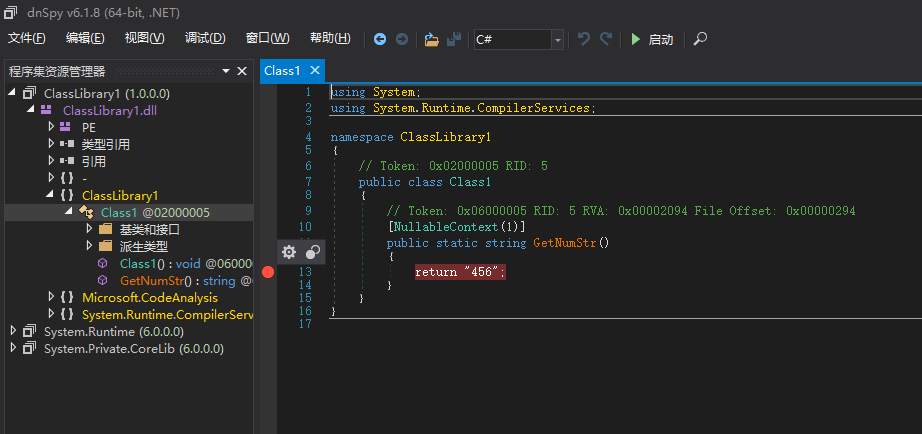 dnSpy v6.1.8 (64-bit, .NET)
文件(F) 编辑(E) 视图(V) 调试(D) 窗口(W) 帮助(H) C# 启动
程序集资源管理器
ClassLibrary1 (1.0.0.0)
ClassLibrary1.dll
PE
类型引用
引用
{ } -
{ } ClassLibrary1
Class1 @02000005
基类和接口
派生类型
Class1() : void @06000
GetNumStr() : string @
{ } Microsoft.CodeAnalysis
{ } System.Runtime.CompilerServ
System.Runtime (6.0.0.0)
System.Private.CoreLib (6.0.0.0)
Class1
1 using System;
2 using System.Runtime.CompilerServices;
3
4 namespace ClassLibrary1
5 {
6 // Token: 0x02000005 RID: 5
7 public class Class1
8 {
9 // Token: 0x06000005 RID: 5 RVA: 0x00002094 File Offset: 0x00000294
10 [NullableContext(1)]
11 public static string GetNumStr()
{
13 return "456";
14 }
15 }
16 }
17